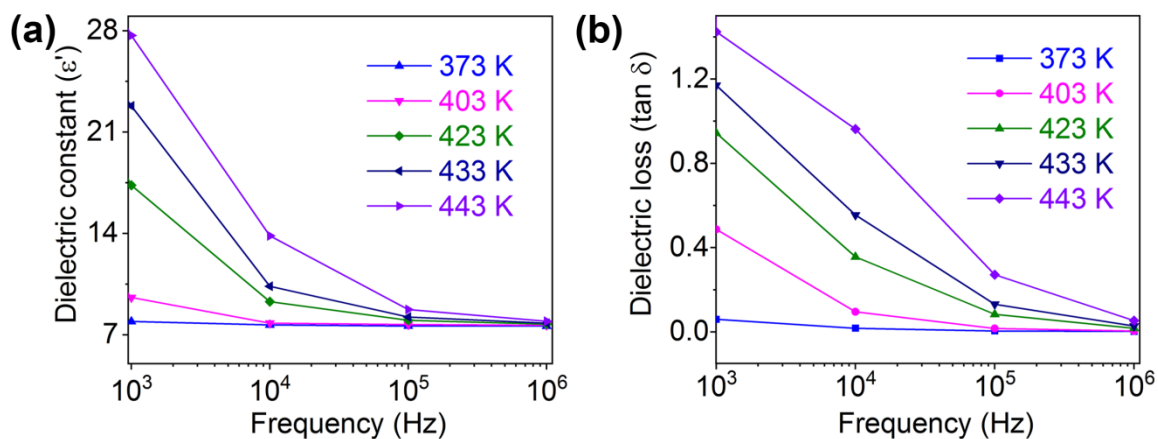 (a)
Dielectric constant (ε')
28
21
14
7
373 K
403 K
423 K
433 K
443 K
10³
10⁴
10⁵
10⁶
Frequency (Hz)
(b)
Dielectric loss (tan δ)
1.2
0.8
0.4
0.0
373 K
403 K
423 K
433 K
443 K
10³
10⁴
10⁵
10⁶
Frequency (Hz)